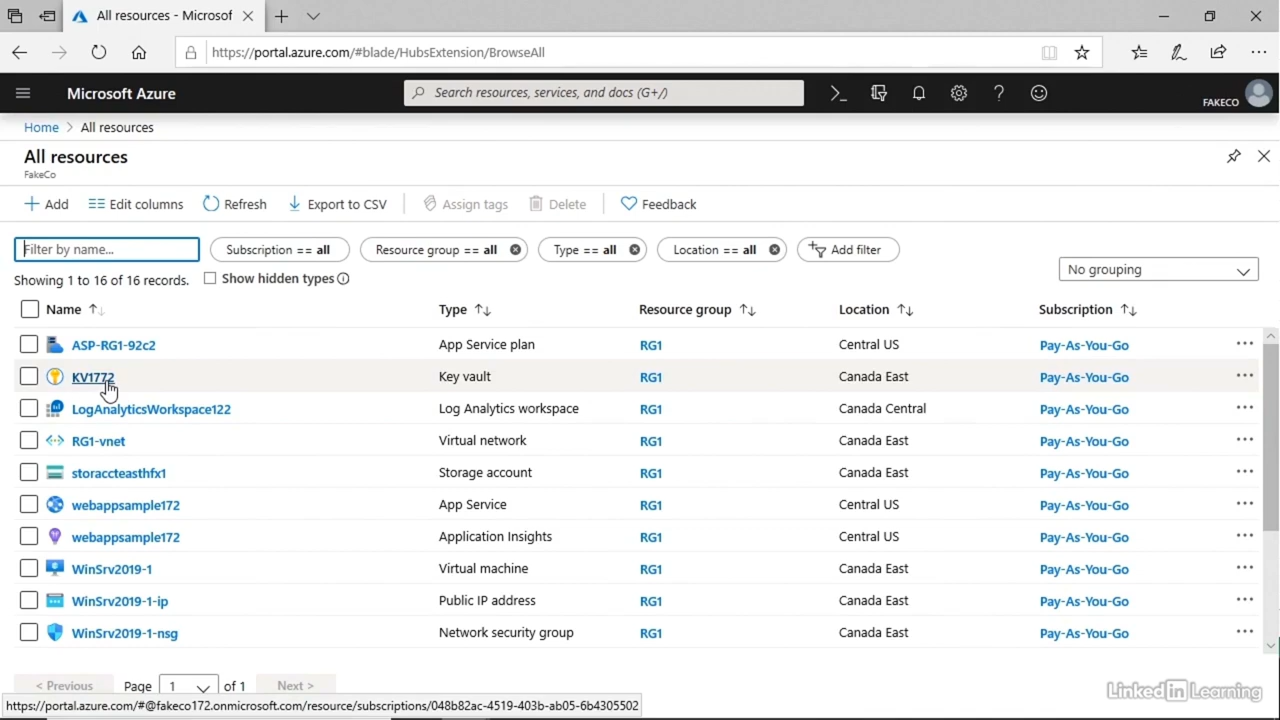 All resources - Microsof
https://portal.azure.com/#blade/HubsExtension/BrowseAll
Microsoft Azure
Search resources, services, and docs (G+/)
FAKECO
Home > All resources
All resources
FakeCo
Add Edit columns Refresh Export to CSV Assign tags Delete Feedback
Filter by name... Subscription == all Resource group == all Type == all Location == all Add filter
Showing 1 to 16 of 16 records. Show hidden types No grouping
Name Type Resource group Location Subscription
ASP-RG1-92c2 App Service plan RG1 Central US Pay-As-You-Go
KV1772 Key vault RG1 Canada East Pay-As-You-Go
LogAnalyticsWorkspace122 Log Analytics workspace RG1 Canada Central Pay-As-You-Go
RG1-vnet Virtual network RG1 Canada East Pay-As-You-Go
storaccteasthfx1 Storage account RG1 Canada East Pay-As-You-Go
webappsample172 App Service RG1 Central US Pay-As-You-Go
webappsample172 Application Insights RG1 Central US Pay-As-You-Go
WinSrv2019-1 Virtual machine RG1 Canada East Pay-As-You-Go
WinSrv2019-1-ip Public IP address RG1 Canada East Pay-As-You-Go
WinSrv2019-1-nsg Network security group RG1 Canada East Pay-As-You-Go
< Previous Page 1 of 1 Next >
https://portal.azure.com/#@fakeco172.onmicrosoft.com/resource/subscriptions/048b82ac-4519-403b-ab05-6b4305502
Linked in Learning